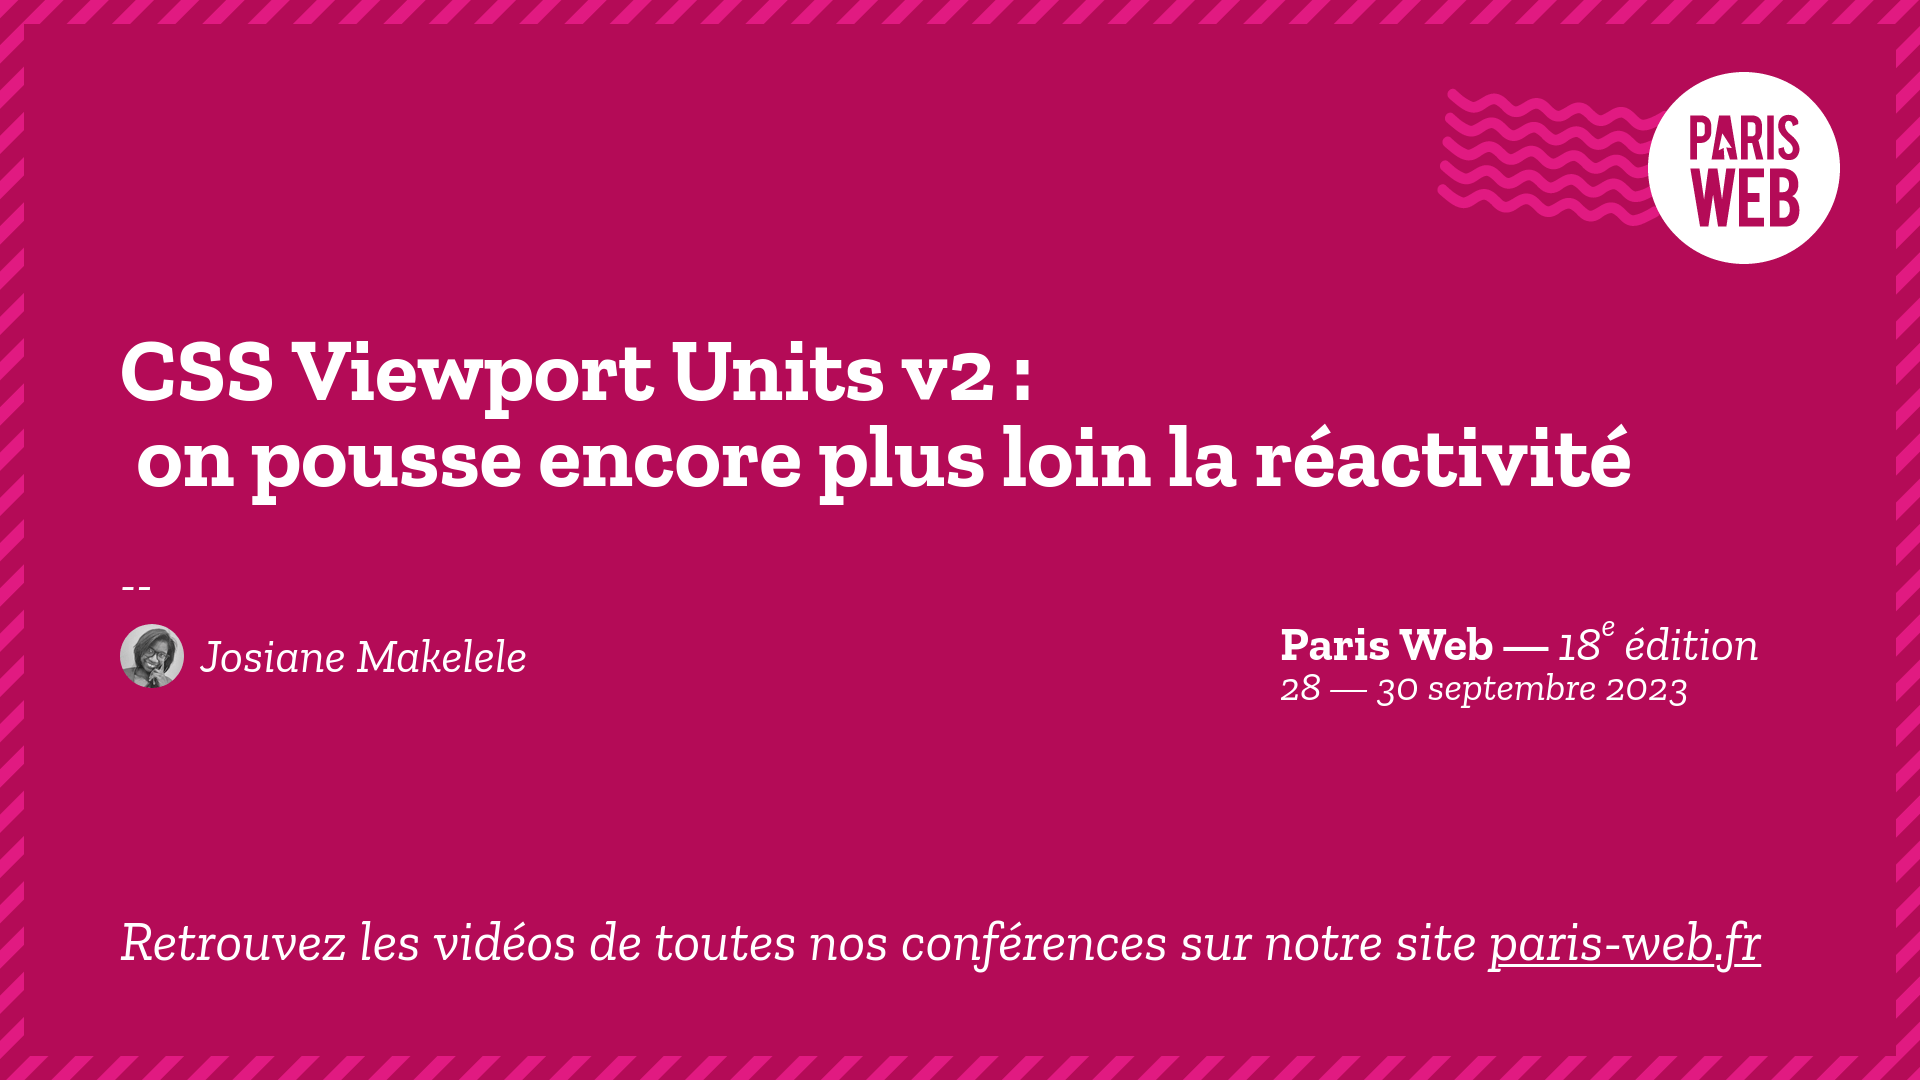 PARIS
WEB
CSS Viewport Units v2 :
on pousse encore plus loin la réactivité
--
Josiane Makelele
Paris Web — 18e édition
28 — 30 septembre 2023
Retrouvez les vidéos de toutes nos conférences sur notre site paris-web.fr